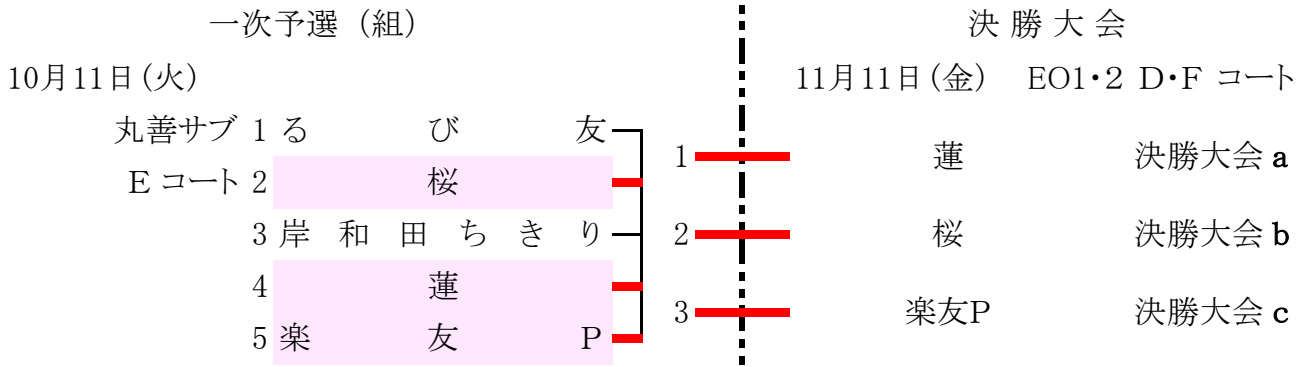 一次予選（組）
10月11日（火）
丸善サブ 1 るび友
E コート 2 桜
3 岸和田ちきり
4 蓮
5 楽友P
決勝大会
11月11日（金） EO1・2 D・F コート
1 蓮 決勝大会 a
2 桜 決勝大会 b
3 楽友P 決勝大会 c